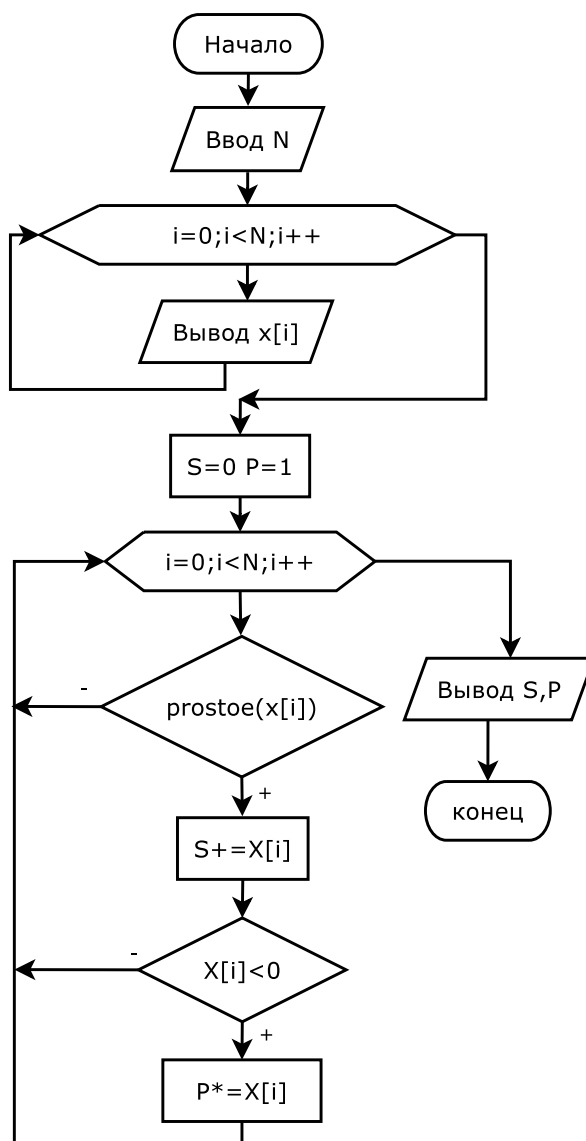 Начало
Ввод N
i=0;i<N;i++
Вывод x[i]
S=0 P=1
i=0;i<N;i++
-
prostoe(x[i])
Вывод S,P
+
конец
S+=X[i]
-
X[i]<0
+
P*=X[i]